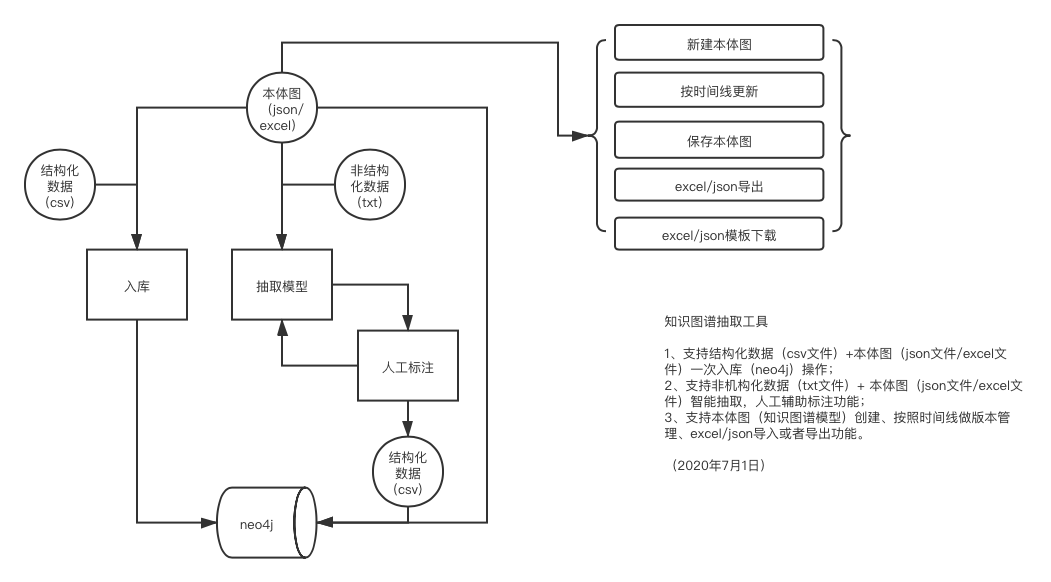 本体图
(json/
excel)
结构化
数据
(csv)
非结构
化数据
(txt)
入库
抽取模型
人工标注
结构化
数据
(csv)
neo4j
新建本体图
按时间线更新
保存本体图
excel/json导出
excel/json模板下载
知识图谱抽取工具
1、支持结构化数据（csv文件）+本体图（json文件/excel文
件）一次入库（neo4j）操作；
2、支持非机构化数据（txt文件）+ 本体图（json文件/excel文
件）智能抽取，人工辅助标注功能；
3、支持本体图（知识图谱模型）创建、按照时间线做版本管
理、excel/json导入或者导出功能。
（2020年7月1日）